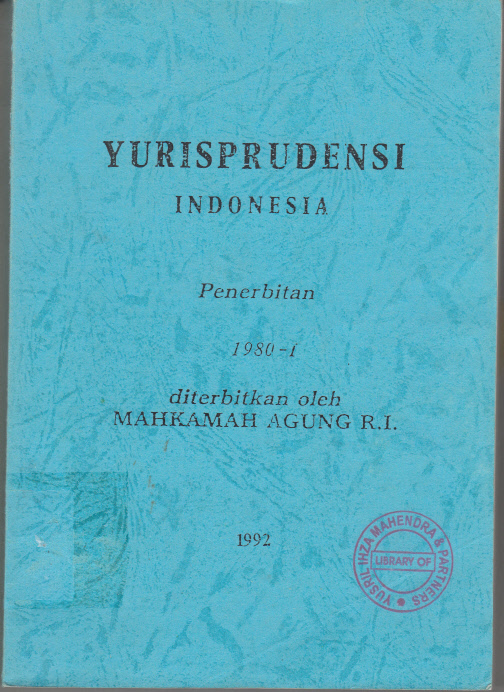 YURISPRUDENSI
INDONESIA
Penerbitan
1980-I
diterbitkan oleh
MAHKAMAH AGUNG R.I.
1992
YUSRIL IHZA MAHENDRA & PARTNERS
LIBRARY OF